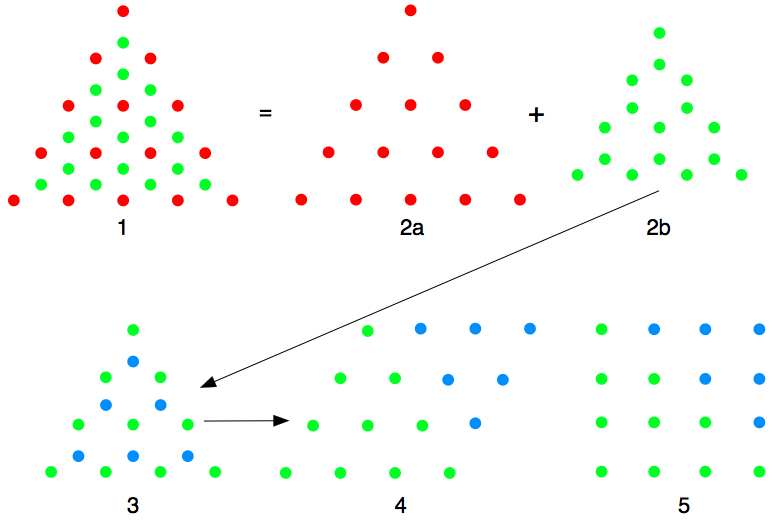 = +
1 2a 2b
3 4 5